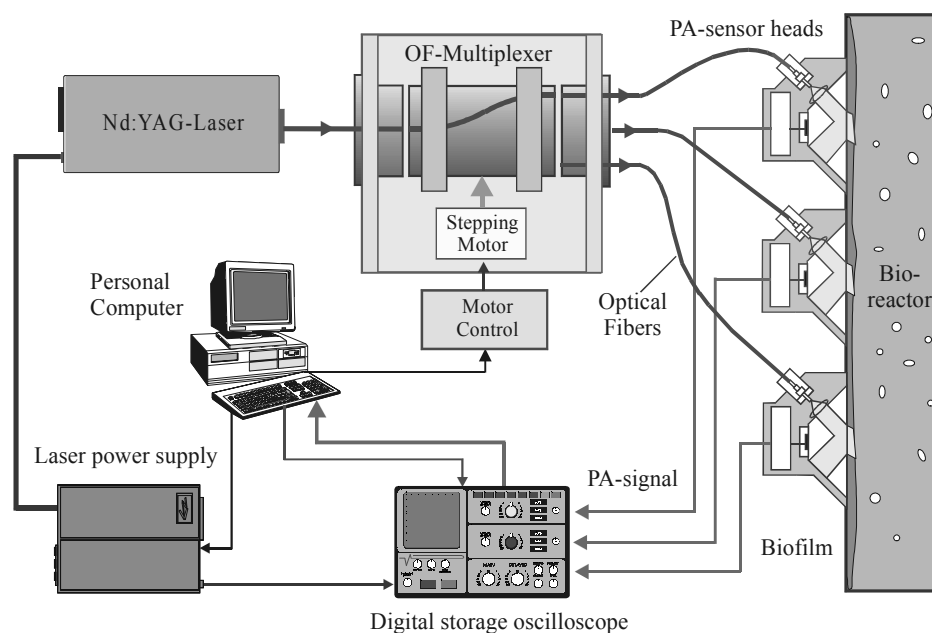 PA-sensor heads
OF-Multiplexer
Nd:YAG-Laser
Stepping
Motor
Personal
Computer
Motor
Control
Optical
Fibers
Bio-
reactor
Laser power supply
PA-signal
Biofilm
Digital storage oscilloscope